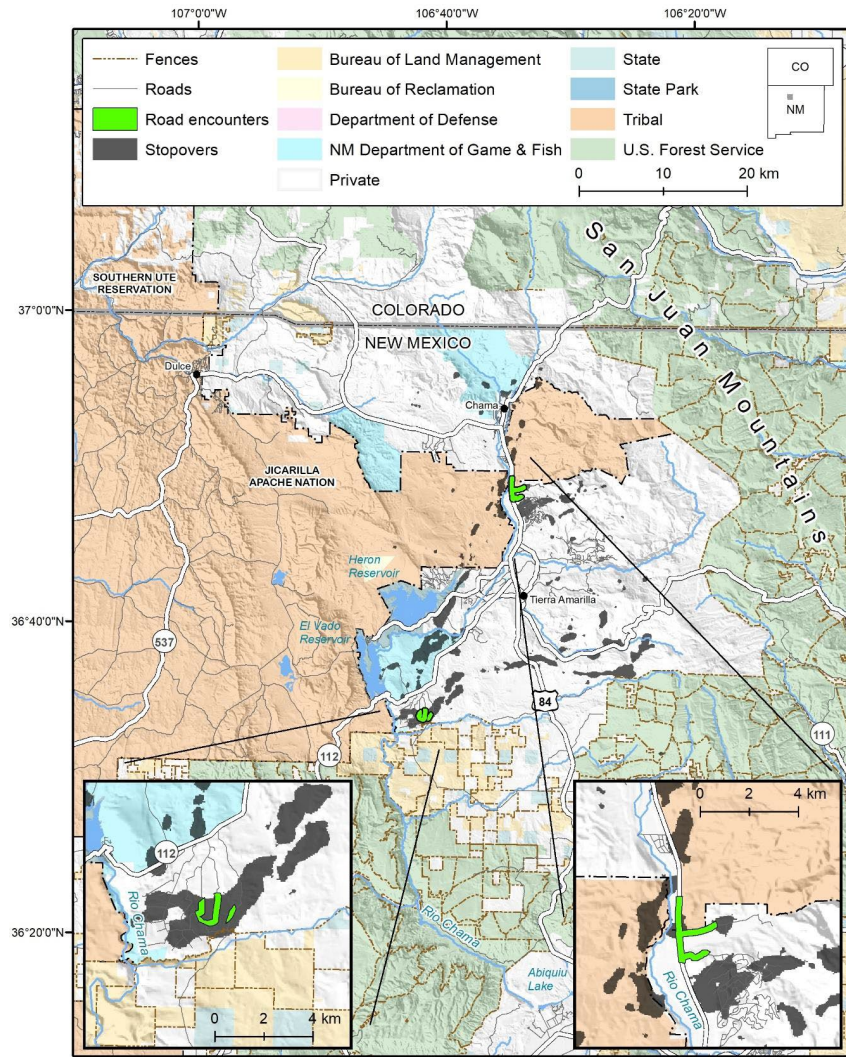 107°0'0"W
106°40'0"W
106°20'0"W
Fences
Roads
Road encounters
Stopovers
Bureau of Land Management
Bureau of Reclamation
Department of Defense
NM Department of Game & Fish
Private
State
State Park
Tribal
U.S. Forest Service
CO
NM
0 10 20 km
San Juan Mountains
SOUTHERN UTE
RESERVATION
37°0'0"N
COLORADO
NEW MEXICO
Dulce
Chama
JICARILLA
APACHE NATION
Heron
Reservoir
36°40'0"N
Tierra Amarilla
El Vado
Reservoir
537
84
112
111
0 2 4 km
112
Rio Chama
36°20'0"N
Rio Chama
Abiquiu
Lake
Rio Chama
0 2 4 km